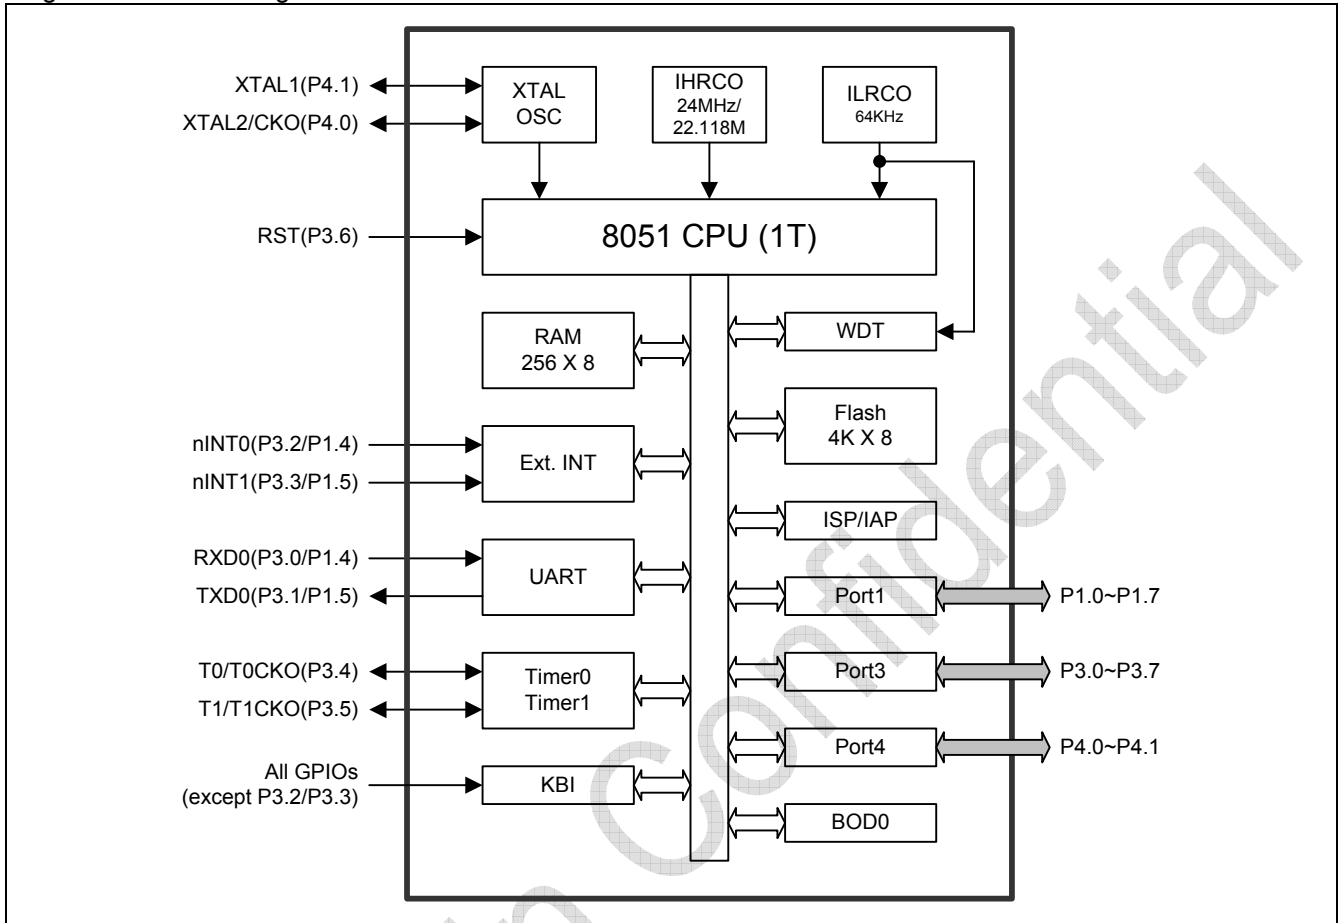 XTAL1(P4.1)
XTAL2/CKO(P4.0)
XTAL
OSC
IHRCO
24MHz/
22.118M
ILRCO
64KHz
RST(P3.6)
8051 CPU (1T)
RAM
256 X 8
WDT
Flash
4K X 8
nINT0(P3.2/P1.4)
nINT1(P3.3/P1.5)
Ext. INT
ISP/IAP
RXD0(P3.0/P1.4)
TXD0(P3.1/P1.5)
UART
Port1
P1.0~P1.7
T0/T0CKO(P3.4)
T1/T1CKO(P3.5)
Timer0
Timer1
Port3
P3.0~P3.7
Port4
P4.0~P4.1
All GPIOs
(except P3.2/P3.3)
KBI
BOD0
in Confidential